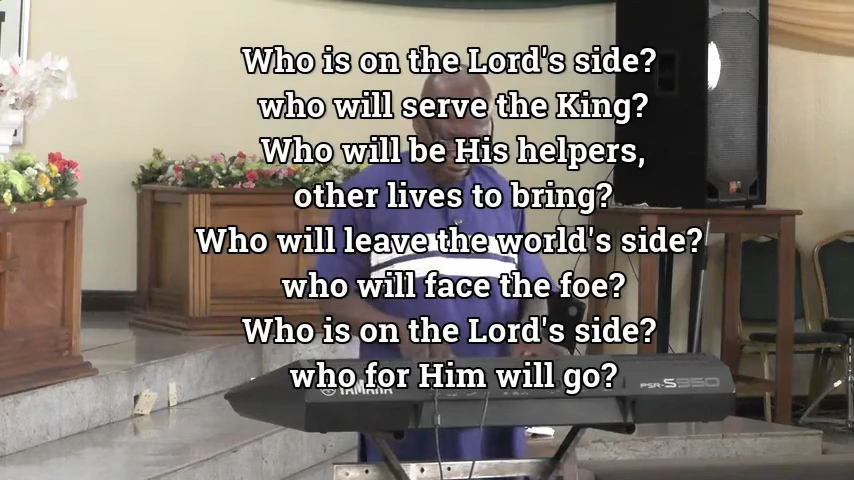 Who is on the Lord's side?
who will serve the King?
Who will be His helpers,
other lives to bring?
Who will leave the world's side?
who will face the foe?
Who is on the Lord's side?
who for Him will go?
YAMAHA
PSR-S950